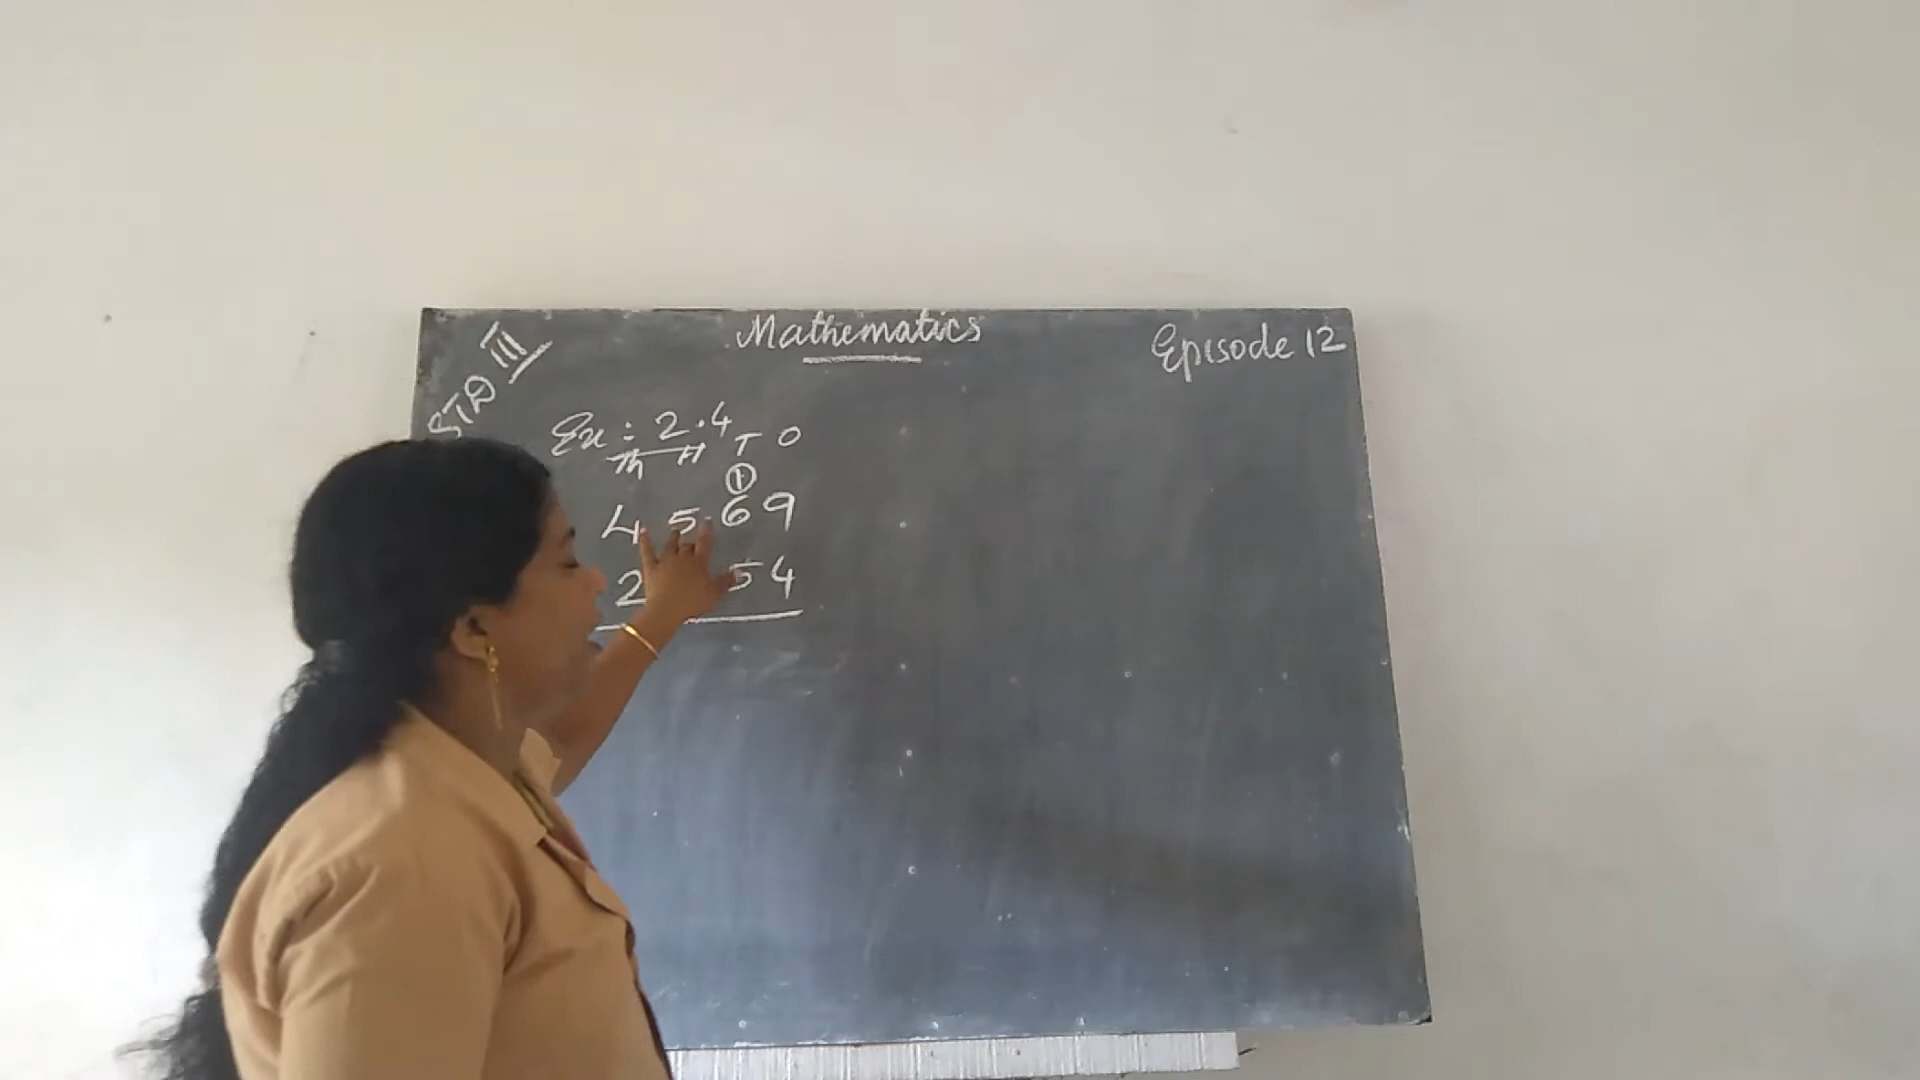 Mathematics
Episode 12
STD III
Ex: 2.4
Th H T O
1
4 5 6 9
2 5 4